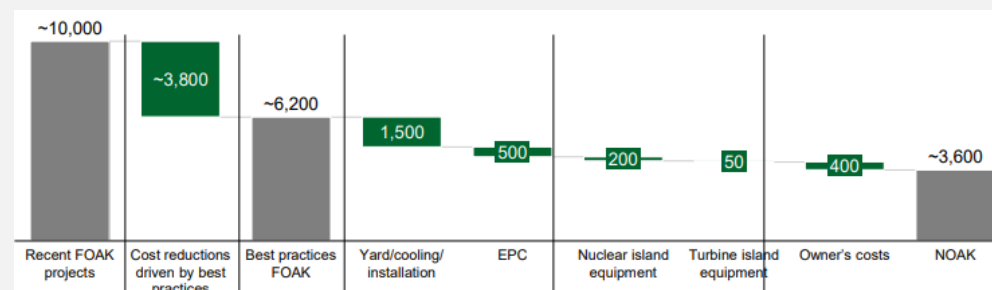 ~10,000
~3,800
~6,200
1,500
500
200
50
400
~3,600
Recent FOAK
projects
Cost reductions
driven by best
practices
Best practices
FOAK
Yard/cooling/
installation
EPC
Nuclear island
equipment
Turbine island
equipment
Owner's costs
NOAK